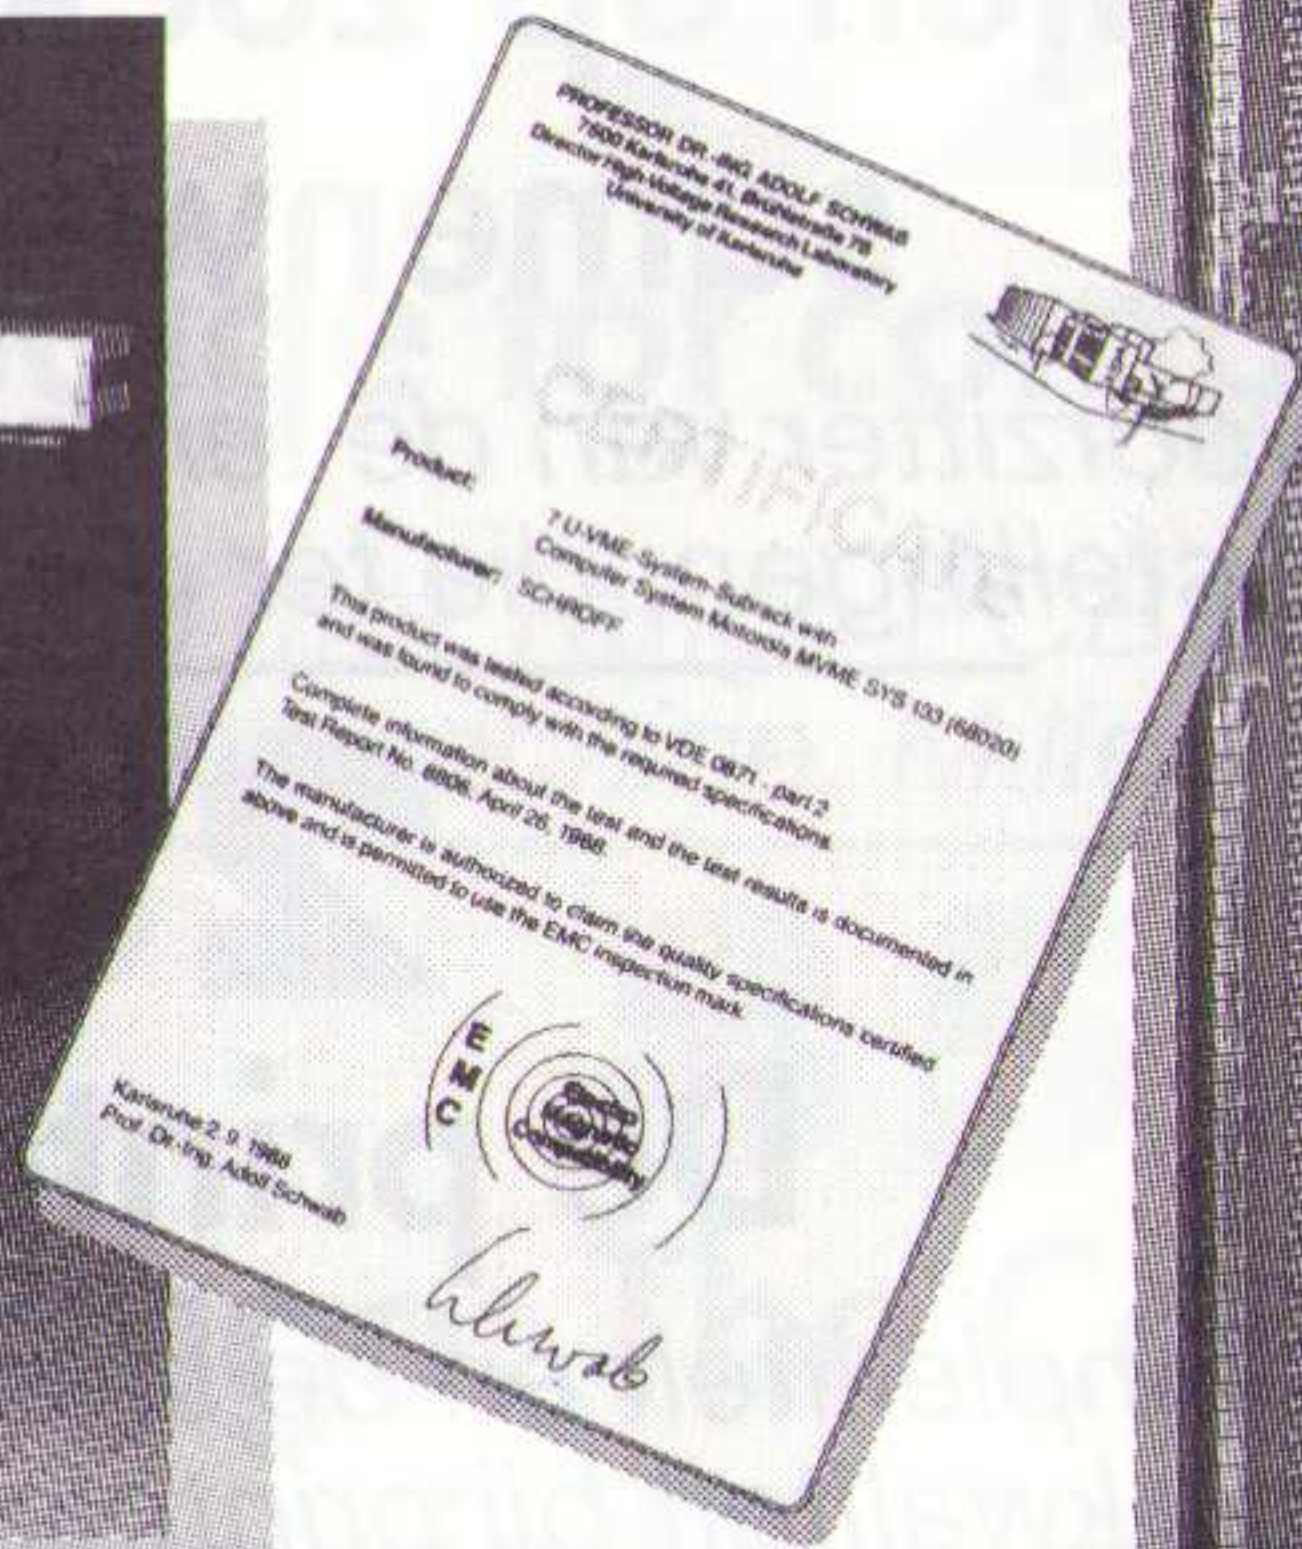 PROFESSOR DR.-ING. ADOLF SCHWAB
7500 Karlsruhe 41,
Director High-Voltage Research Laboratory
University of Karlsruhe
CERTIFICATE
Product:
7 U-VME-System-Subrack with
Computer System Motorola MVME SYS 133 (68020)
Manufacturer: SCHROFF
This product was tested according to VDE 0871 - part 2
and was found to comply with the required specifications.
Complete information about the test and the test results is documented in
Test Report No. 8806, April 26, 1988.
The manufacturer is authorized to claim the quality specifications certified
above and is permitted to use the EMC inspection mark.
EMC
Electro
Magnetic
Compatibility
Karlsruhe 2. 9. 1988
Prof. Dr.-Ing. Adolf Schwab
Schwab